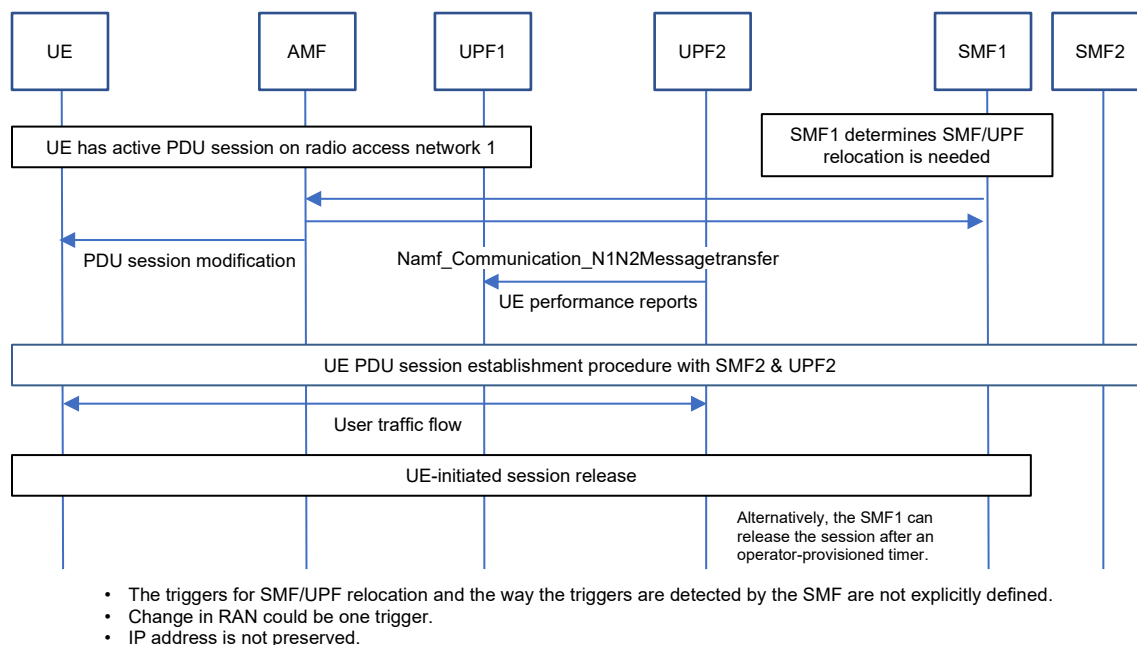 UE
AMF
UPF1
UPF2
SMF1
SMF2
UE has active PDU session on radio access network 1
SMF1 determines SMF/UPF
relocation is needed
PDU session modification
Namf_Communication_N1N2Messagetransfer
UE performance reports
UE PDU session establishment procedure with SMF2 & UPF2
User traffic flow
UE-initiated session release
Alternatively, the SMF1 can
release the session after an
operator-provisioned timer.
• The triggers for SMF/UPF relocation and the way the triggers are detected by the SMF are not explicitly defined.
• Change in RAN could be one trigger.
• IP address is not preserved.